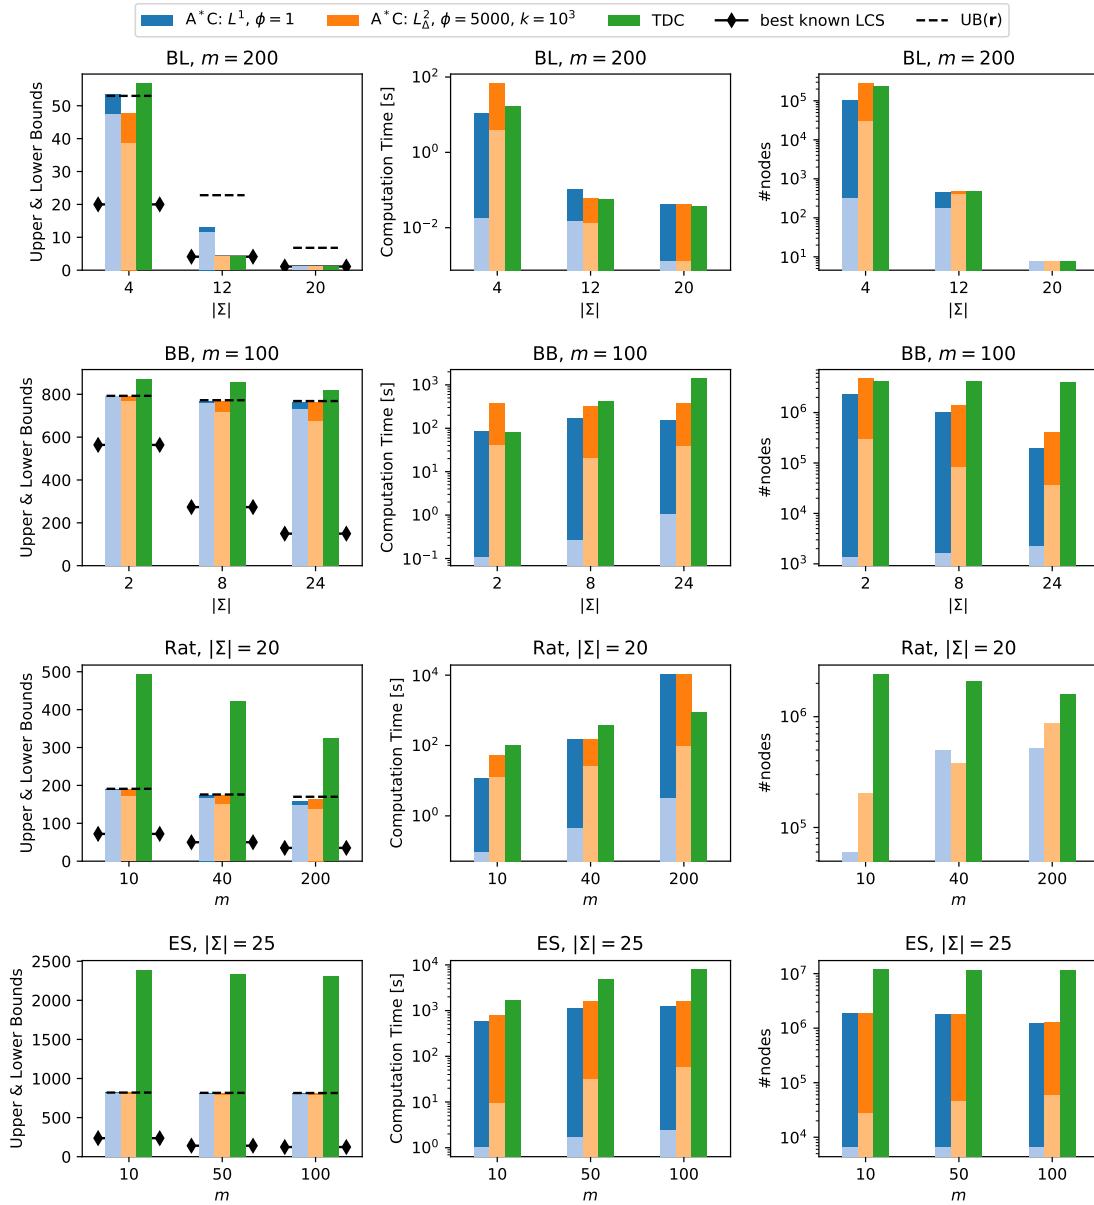 A*C: L¹, ϕ = 1   A*C: L²_Δ, ϕ = 5000, k = 10³   TDC   best known LCS   UB(r)
BL, m = 200   BL, m = 200   BL, m = 200
Upper & Lower Bounds
0 10 20 30 40 50
4 12 20
|Σ|
Computation Time [s]
10⁻² 10⁰ 10²
4 12 20
|Σ|
#nodes
10¹ 10² 10³ 10⁴ 10⁵
4 12 20
|Σ|
BB, m = 100   BB, m = 100   BB, m = 100
Upper & Lower Bounds
0 200 400 600 800
2 8 24
|Σ|
Computation Time [s]
10⁻¹ 10⁰ 10¹ 10² 10³
2 8 24
|Σ|
#nodes
10³ 10⁴ 10⁵ 10⁶
2 8 24
|Σ|
Rat, |Σ| = 20   Rat, |Σ| = 20   Rat, |Σ| = 20
Upper & Lower Bounds
0 100 200 300 400 500
10 40 200
m
Computation Time [s]
10⁰ 10² 10⁴
10 40 200
m
#nodes
10⁵ 10⁶
10 40 200
m
ES, |Σ| = 25   ES, |Σ| = 25   ES, |Σ| = 25
Upper & Lower Bounds
0 500 1000 1500 2000 2500
10 50 100
m
Computation Time [s]
10⁰ 10¹ 10² 10³ 10⁴
10 50 100
m
#nodes
10⁴ 10⁵ 10⁶ 10⁷
10 50 100
m